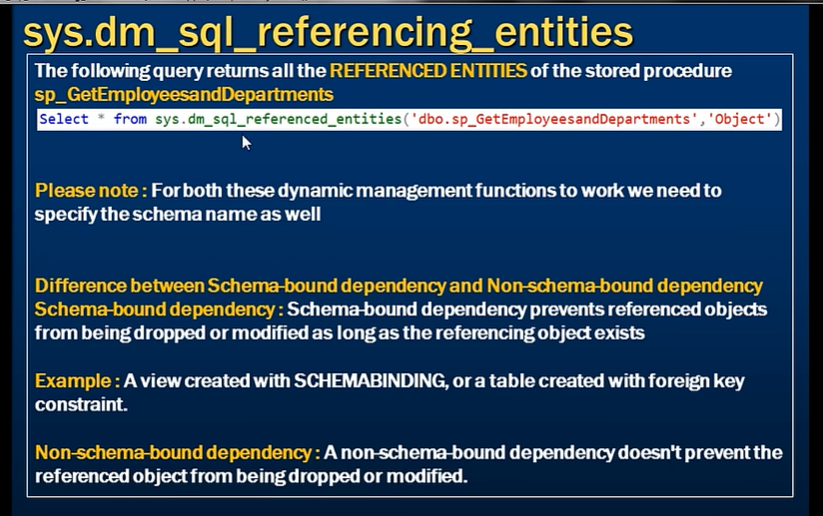 sys.dm_sql_referencing_entities
The following query returns all the REFERENCED ENTITIES of the stored procedure
sp_GetEmployeesandDepartments
Select * from sys.dm_sql_referenced_entities('dbo.sp_GetEmployeesandDepartments','Object')
Please note : For both these dynamic management functions to work we need to
specify the schema name as well
Difference between Schema-bound dependency and Non-schema-bound dependency
Schema-bound dependency : Schema-bound dependency prevents referenced objects
from being dropped or modified as long as the referencing object exists
Example : A view created with SCHEMABINDING, or a table created with foreign key
constraint.
Non-schema-bound dependency : A non-schema-bound dependency doesn't prevent the
referenced object from being dropped or modified.